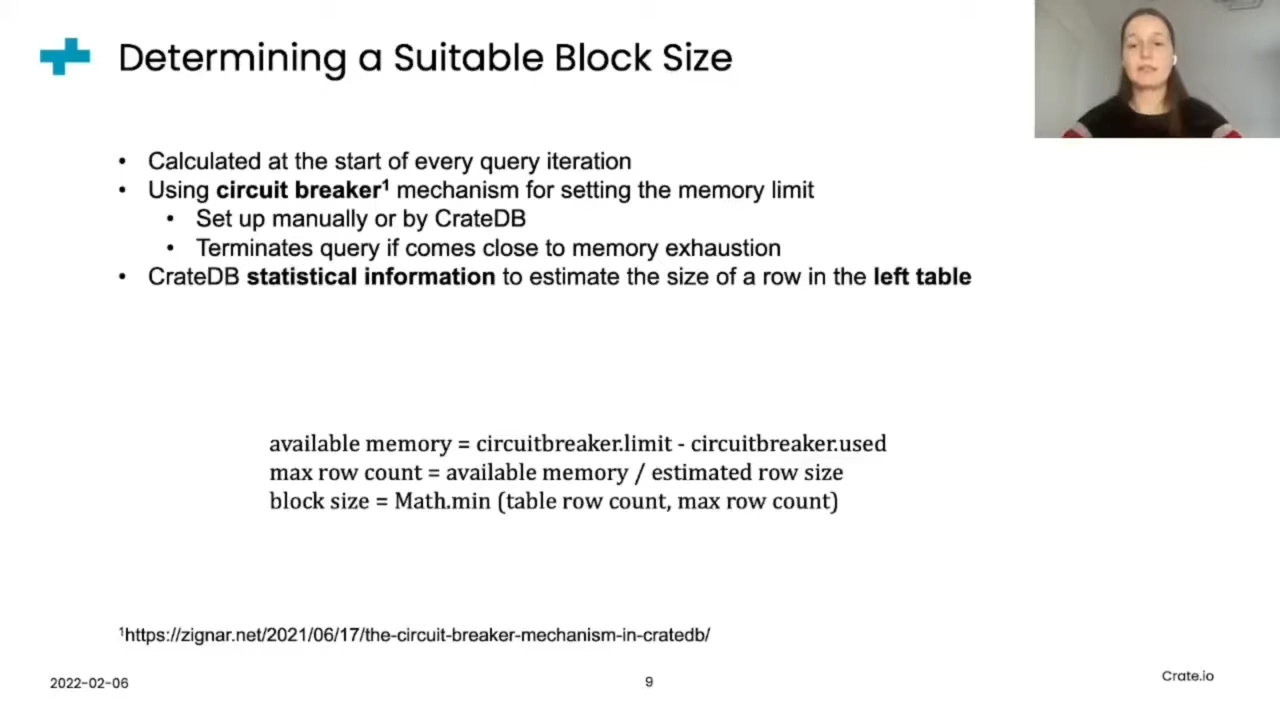 Determining a Suitable Block Size
• Calculated at the start of every query iteration
• Using circuit breaker¹ mechanism for setting the memory limit
• Set up manually or by CrateDB
• Terminates query if comes close to memory exhaustion
• CrateDB statistical information to estimate the size of a row in the left table
available memory = circuitbreaker.limit - circuitbreaker.used
max row count = available memory / estimated row size
block size = Math.min (table row count, max row count)
¹https://zignar.net/2021/06/17/the-circuit-breaker-mechanism-in-cratedb/
2022-02-06
9
Crate.io